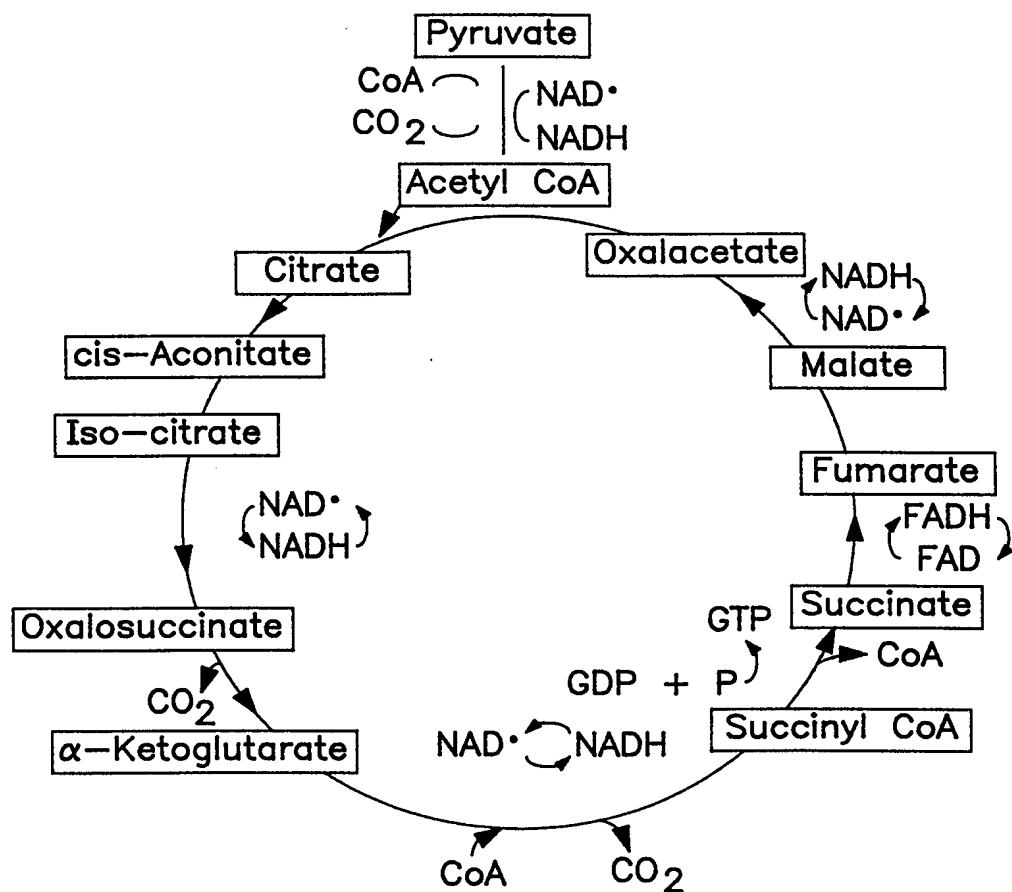 Pyruvate
CoA
NAD•
CO2
NADH
Acetyl CoA
Oxalacetate
Citrate
NADH
NAD•
cis–Aconitate
Malate
Iso–citrate
Fumarate
NAD•
NADH
FADH
FAD
Succinate
Oxalosuccinate
GTP
CoA
GDP + P
CO2
Succinyl CoA
α–Ketoglutarate
NAD•
NADH
CoA
CO2